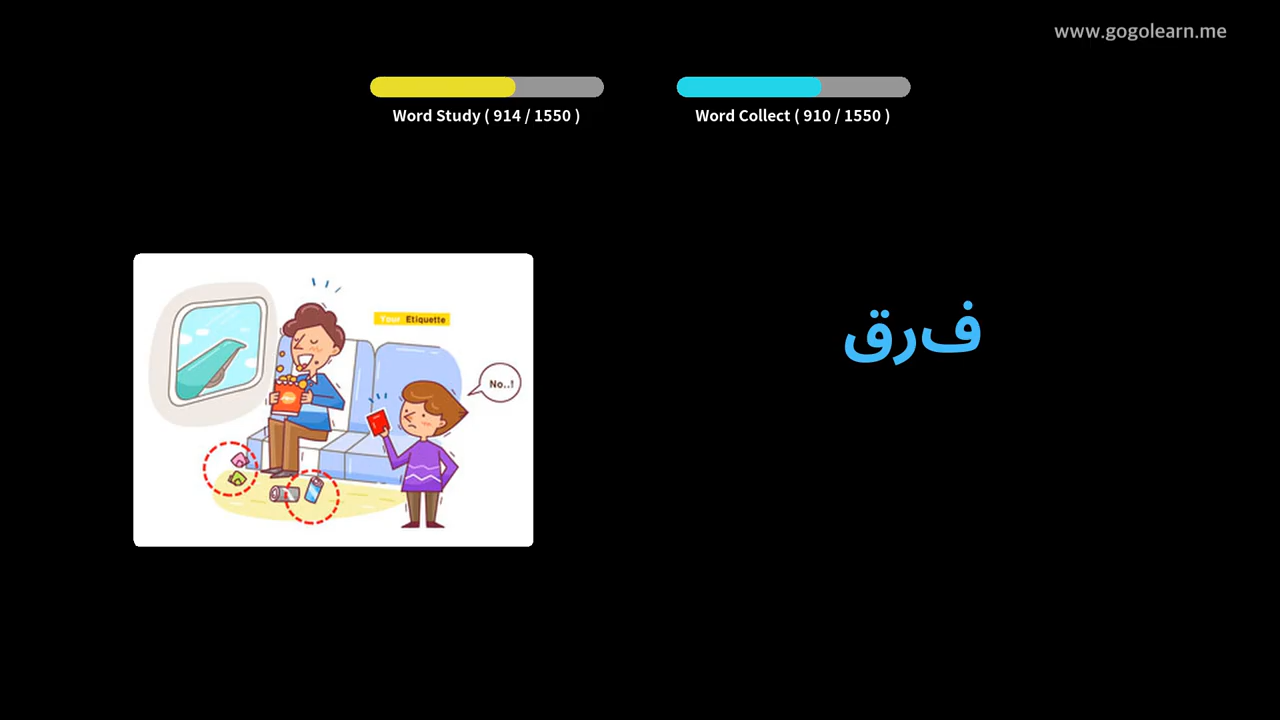 www.gogolearn.me
Word Study ( 914 / 1550 )
Word Collect ( 910 / 1550 )
فرق
Your Etiquette
No..!